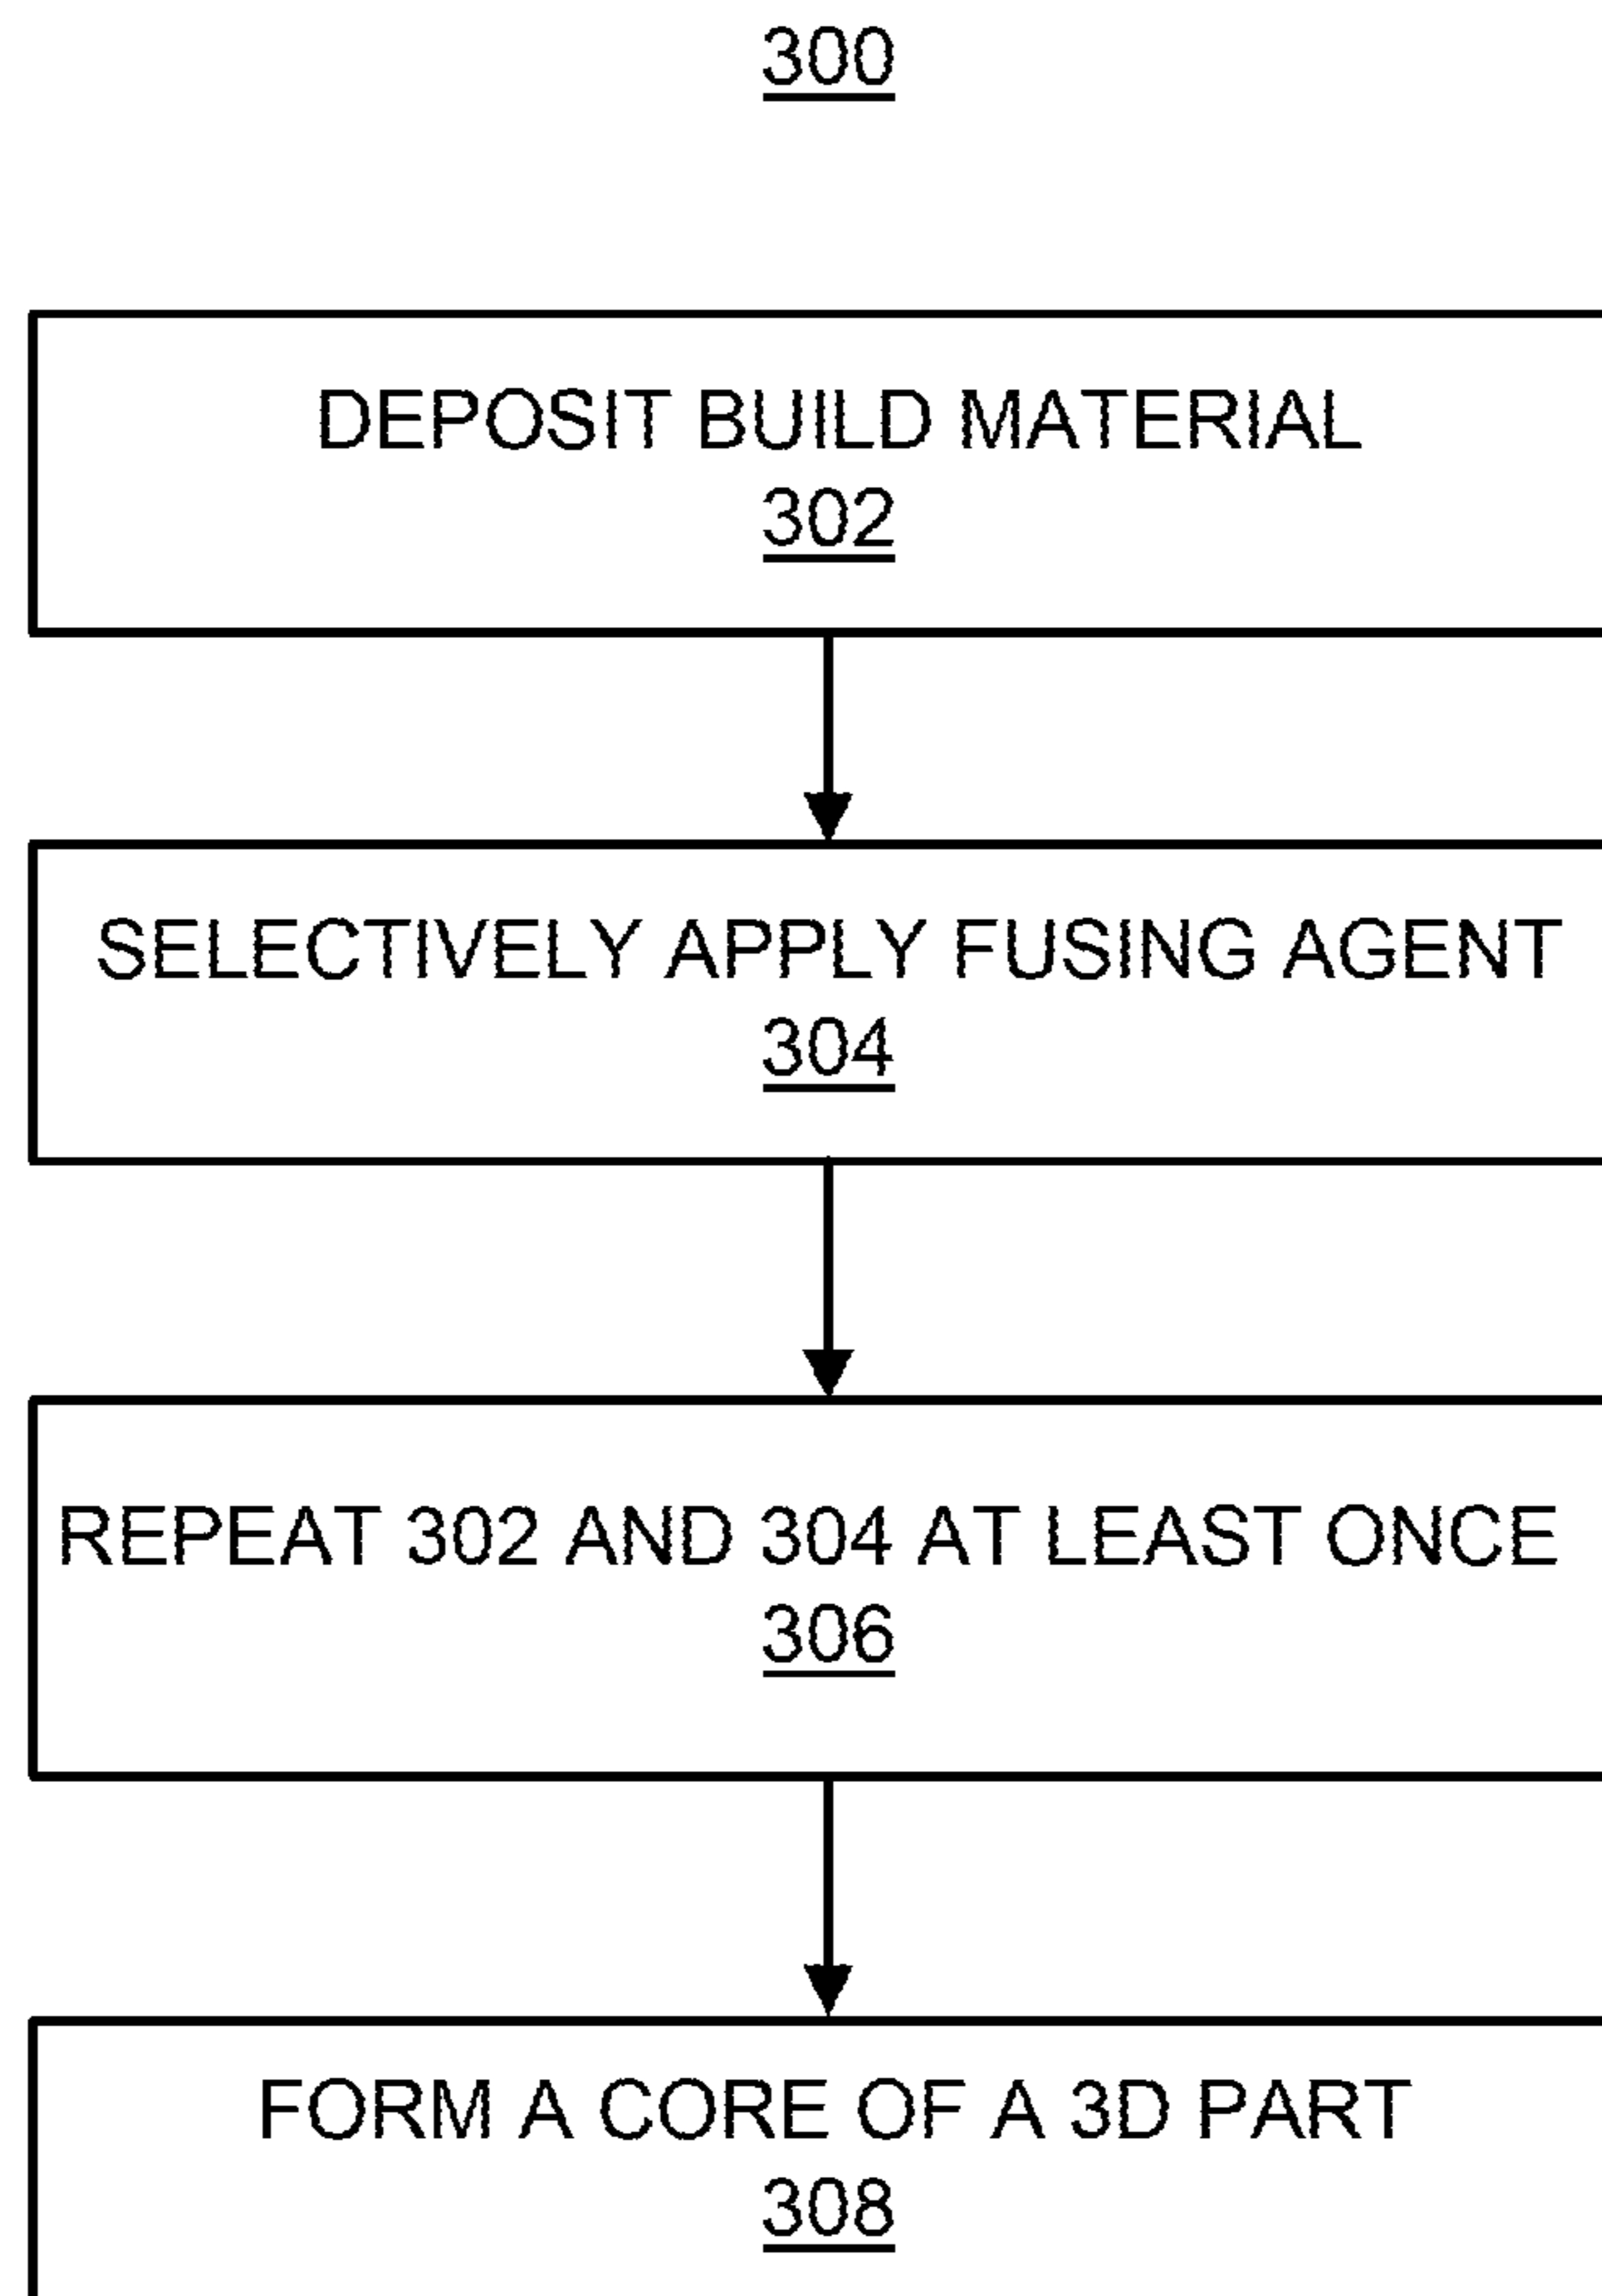 300
DEPOSIT BUILD MATERIAL
302
SELECTIVELY APPLY FUSING AGENT
304
REPEAT 302 AND 304 AT LEAST ONCE
306
FORM A CORE OF A 3D PART
308